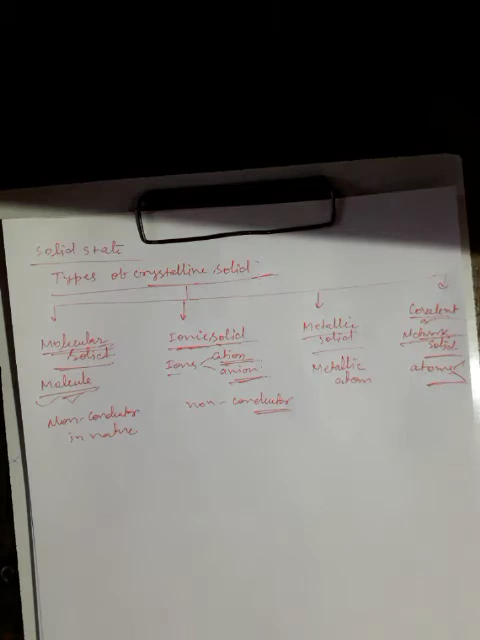 Solid state
Types of crystalline solid
Molecular
solid
Molecule
Non-conductor
in nature
Ionic solid
Ions
cation
anion
non-conductor
Metallic
solid
Metallic
atom
Covalent
or
Network
solid
atoms